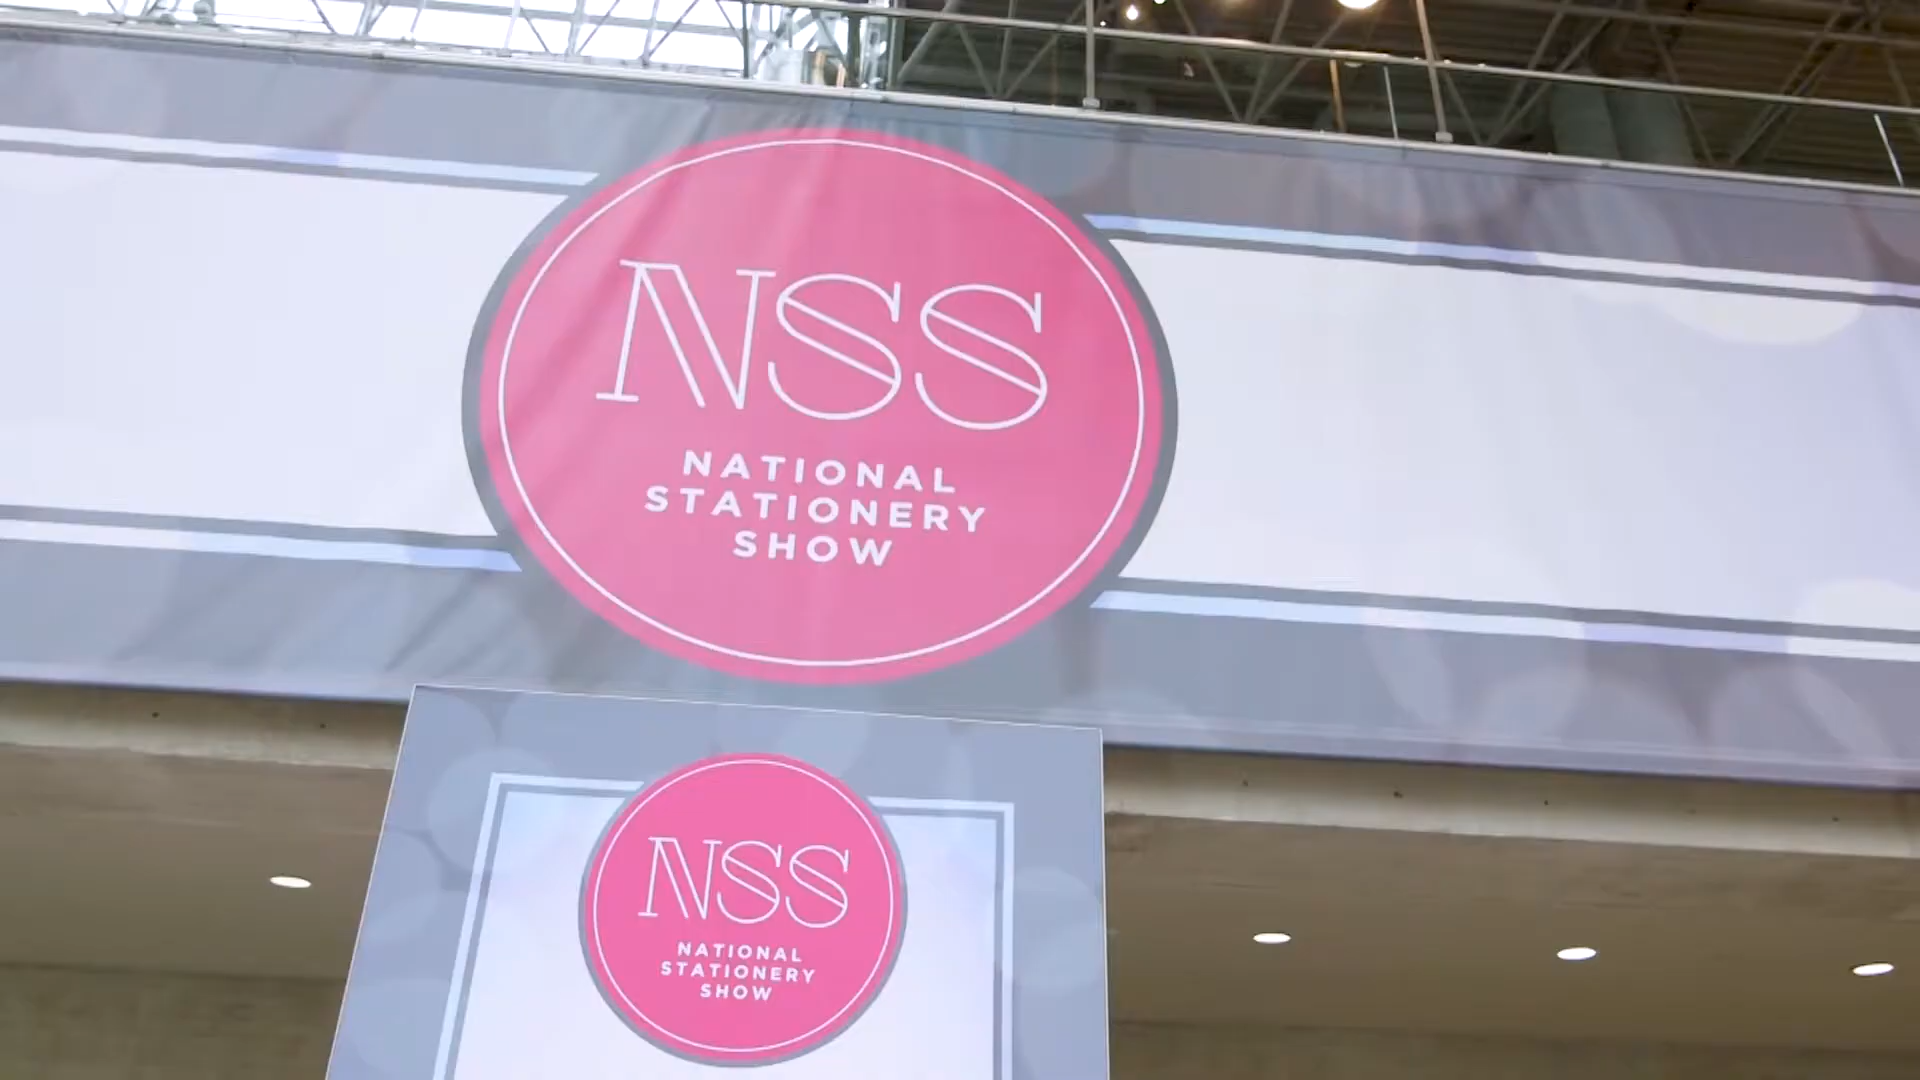 NSS
NATIONAL
STATIONERY
SHOW
NSS
NATIONAL
STATIONERY
SHOW